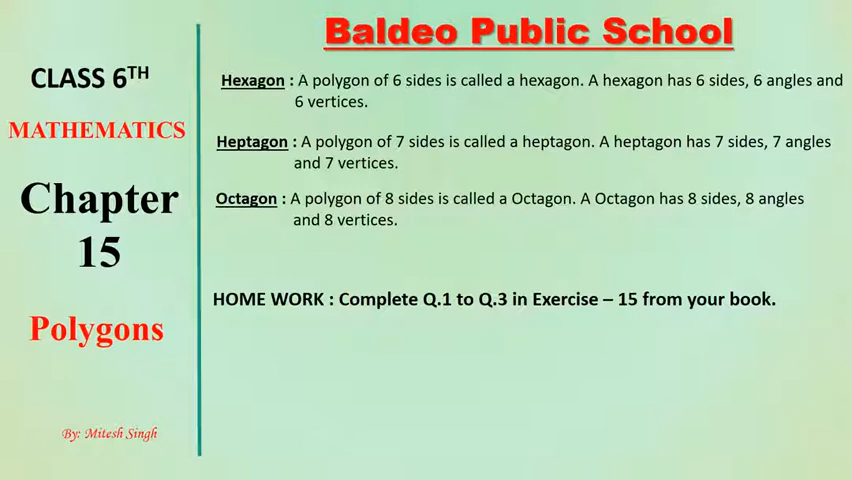 Baldeo Public School
CLASS 6TH
MATHEMATICS
Chapter
15
Polygons
By: Mitesh Singh
Hexagon : A polygon of 6 sides is called a hexagon. A hexagon has 6 sides, 6 angles and
6 vertices.
Heptagon : A polygon of 7 sides is called a heptagon. A heptagon has 7 sides, 7 angles
and 7 vertices.
Octagon : A polygon of 8 sides is called a Octagon. A Octagon has 8 sides, 8 angles
and 8 vertices.
HOME WORK : Complete Q.1 to Q.3 in Exercise – 15 from your book.